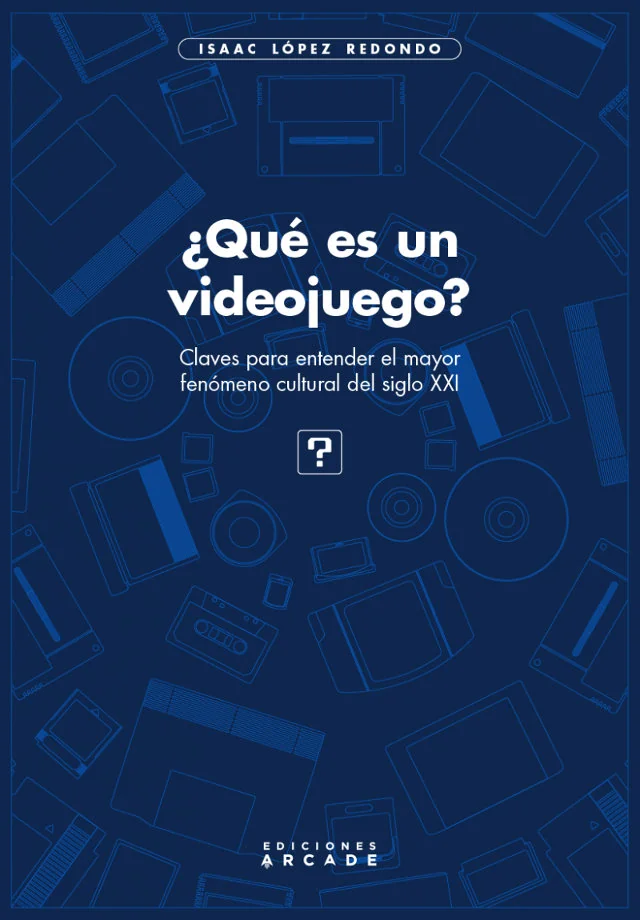 ISAAC LÓPEZ REDONDO
¿Qué es un
videojuego?
Claves para entender el mayor
fenómeno cultural del siglo XXI
?
EDICIONES
ARCADE